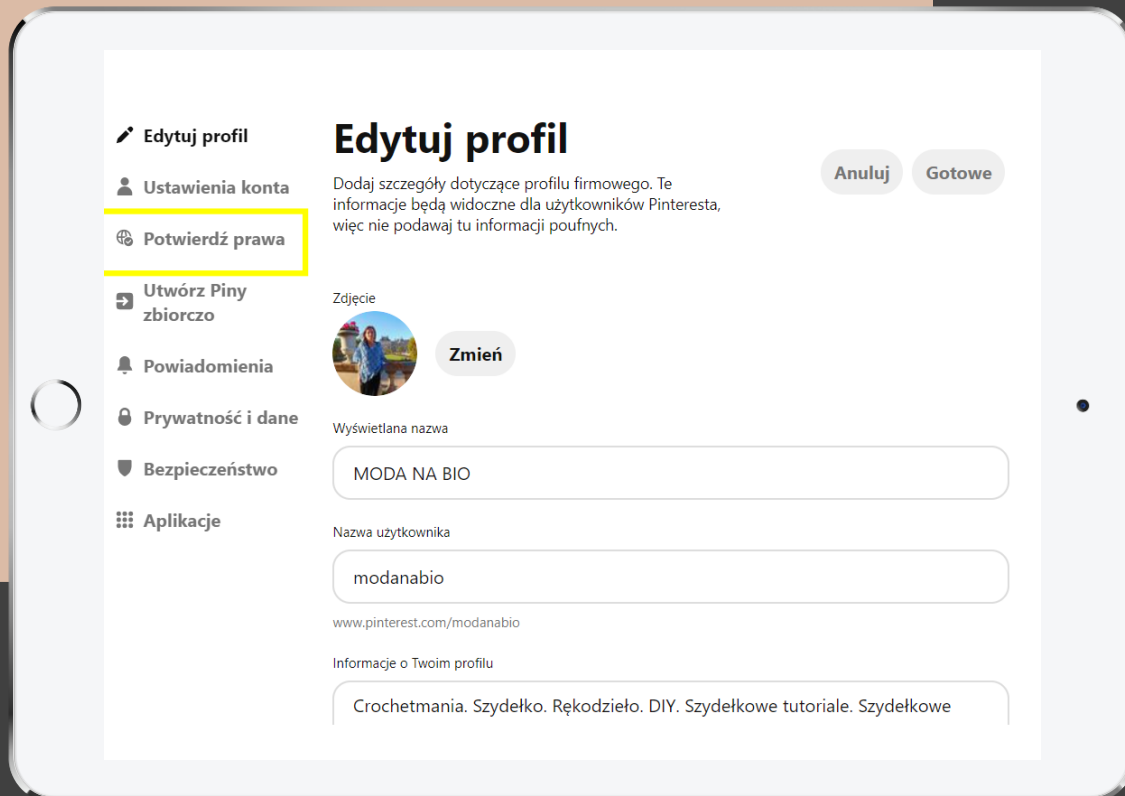 Edytuj profil
Ustawienia konta
Potwierdź prawa
Utwórz Piny
zbiorczo
Powiadomienia
Prywatność i dane
Bezpieczeństwo
Aplikacje
Edytuj profil
Dodaj szczegóły dotyczące profilu firmowego. Te
informacje będą widoczne dla użytkowników Pinteresta,
więc nie podawaj tu informacji poufnych.
Anuluj
Gotowe
Zdjęcie
Zmień
Wyświetlana nazwa
MODA NA BIO
Nazwa użytkownika
modanabio
www.pinterest.com/modanabio
Informacje o Twoim profilu
Crochetmania. Szydełko. Rękodzieło. DIY. Szydełkowe tutoriale. Szydełkowe